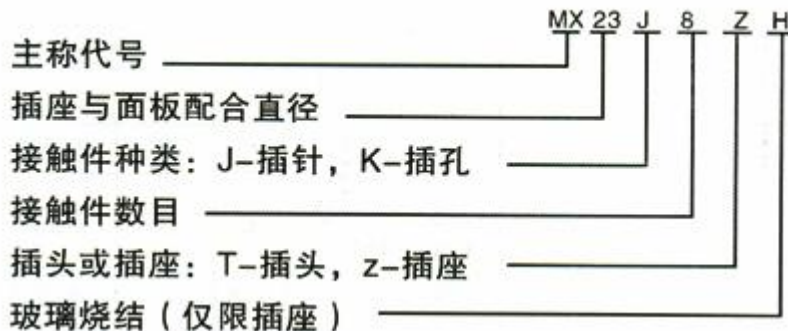 MX 23 J 8 Z H
主称代号
插座与面板配合直径
接触件种类：J-插针，K-插孔
接触件数目
插头或插座：T-插头，z-插座
玻璃烧结（仅限插座）